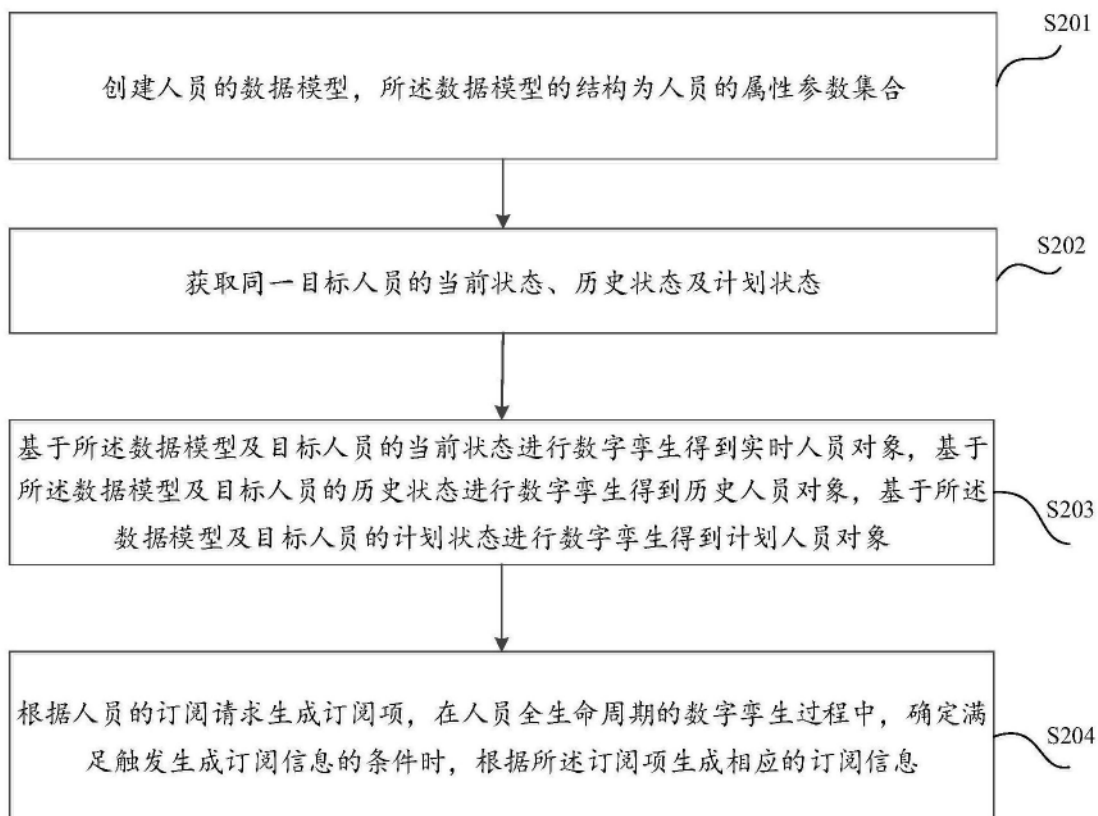 S201
创建人员的数据模型，所述数据模型的结构为人员的属性参数集合
S202
获取同一目标人员的当前状态、历史状态及计划状态
基于所述数据模型及目标人员的当前状态进行数字孪生得到实时人员对象，基于
所述数据模型及目标人员的历史状态进行数字孪生得到历史人员对象，基于所述
数据模型及目标人员的计划状态进行数字孪生得到计划人员对象
S203
根据人员的订阅请求生成订阅项，在人员全生命周期的数字孪生过程中，确定满
足触发生成订阅信息的条件时，根据所述订阅项生成相应的订阅信息
S204